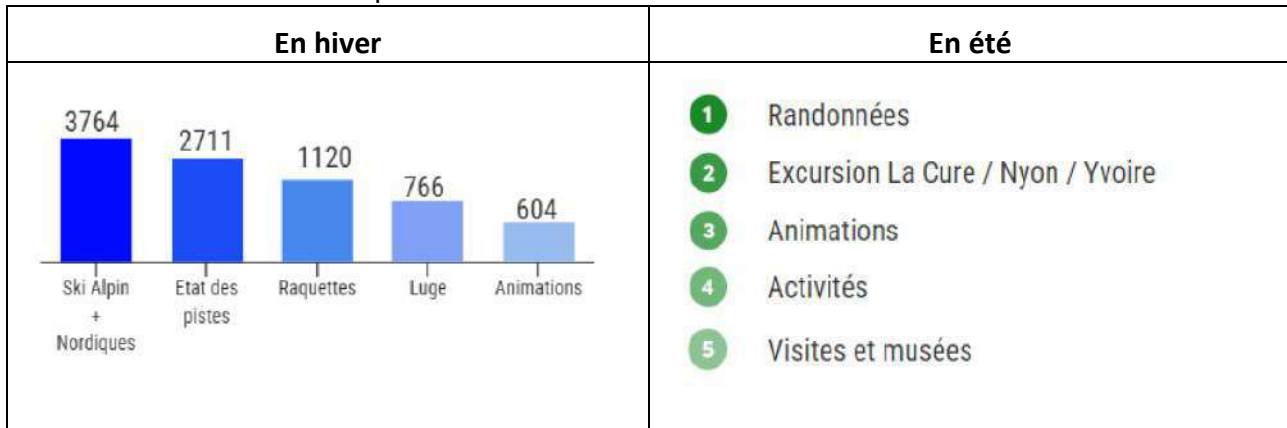 En hiver
En été
3764
2711
1120
766
604
Ski Alpin
+
Nordiques
Etat des
pistes
Raquettes
Luge
Animations
1 Randonnées
2 Excursion La Cure / Nyon / Yvoire
3 Animations
4 Activités
5 Visites et musées